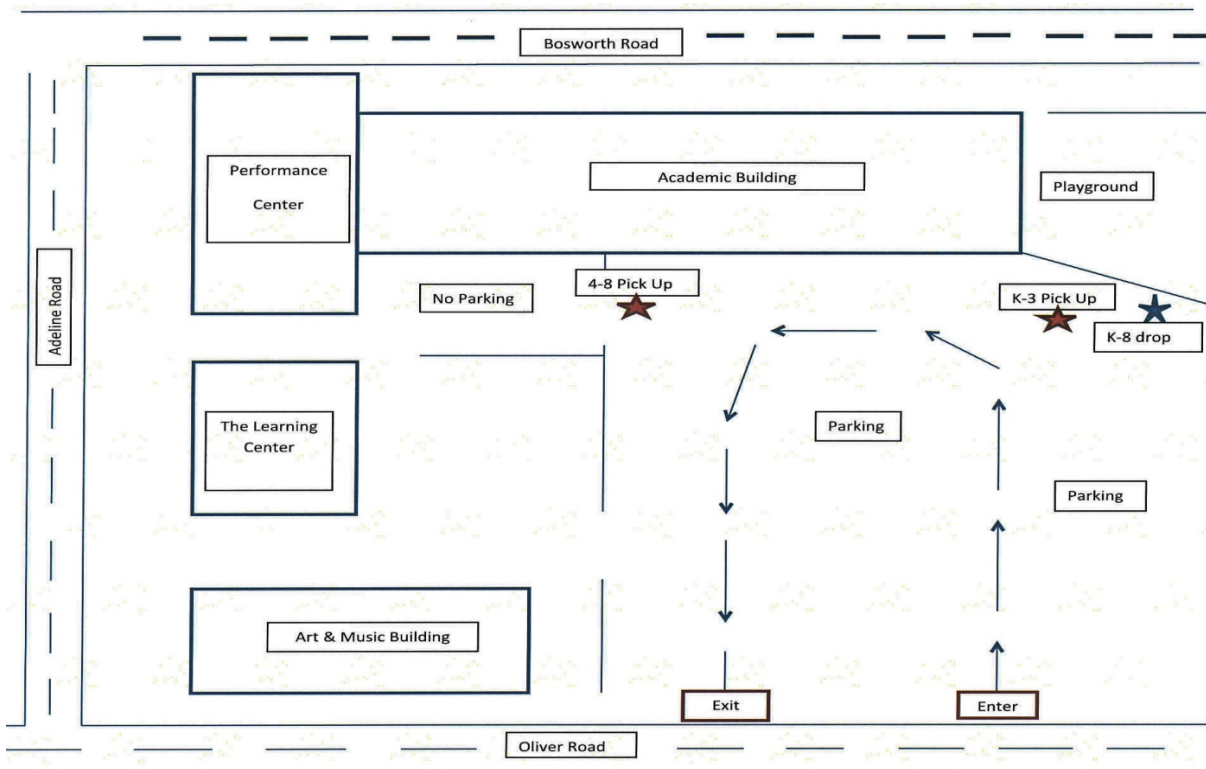 Bosworth Road
Performance
Center
Academic Building
Playground
Adeline Road
4-8 Pick Up
No Parking
K-3 Pick Up
K-8 drop
The Learning
Center
Parking
Parking
Art & Music Building
Exit
Enter
Oliver Road